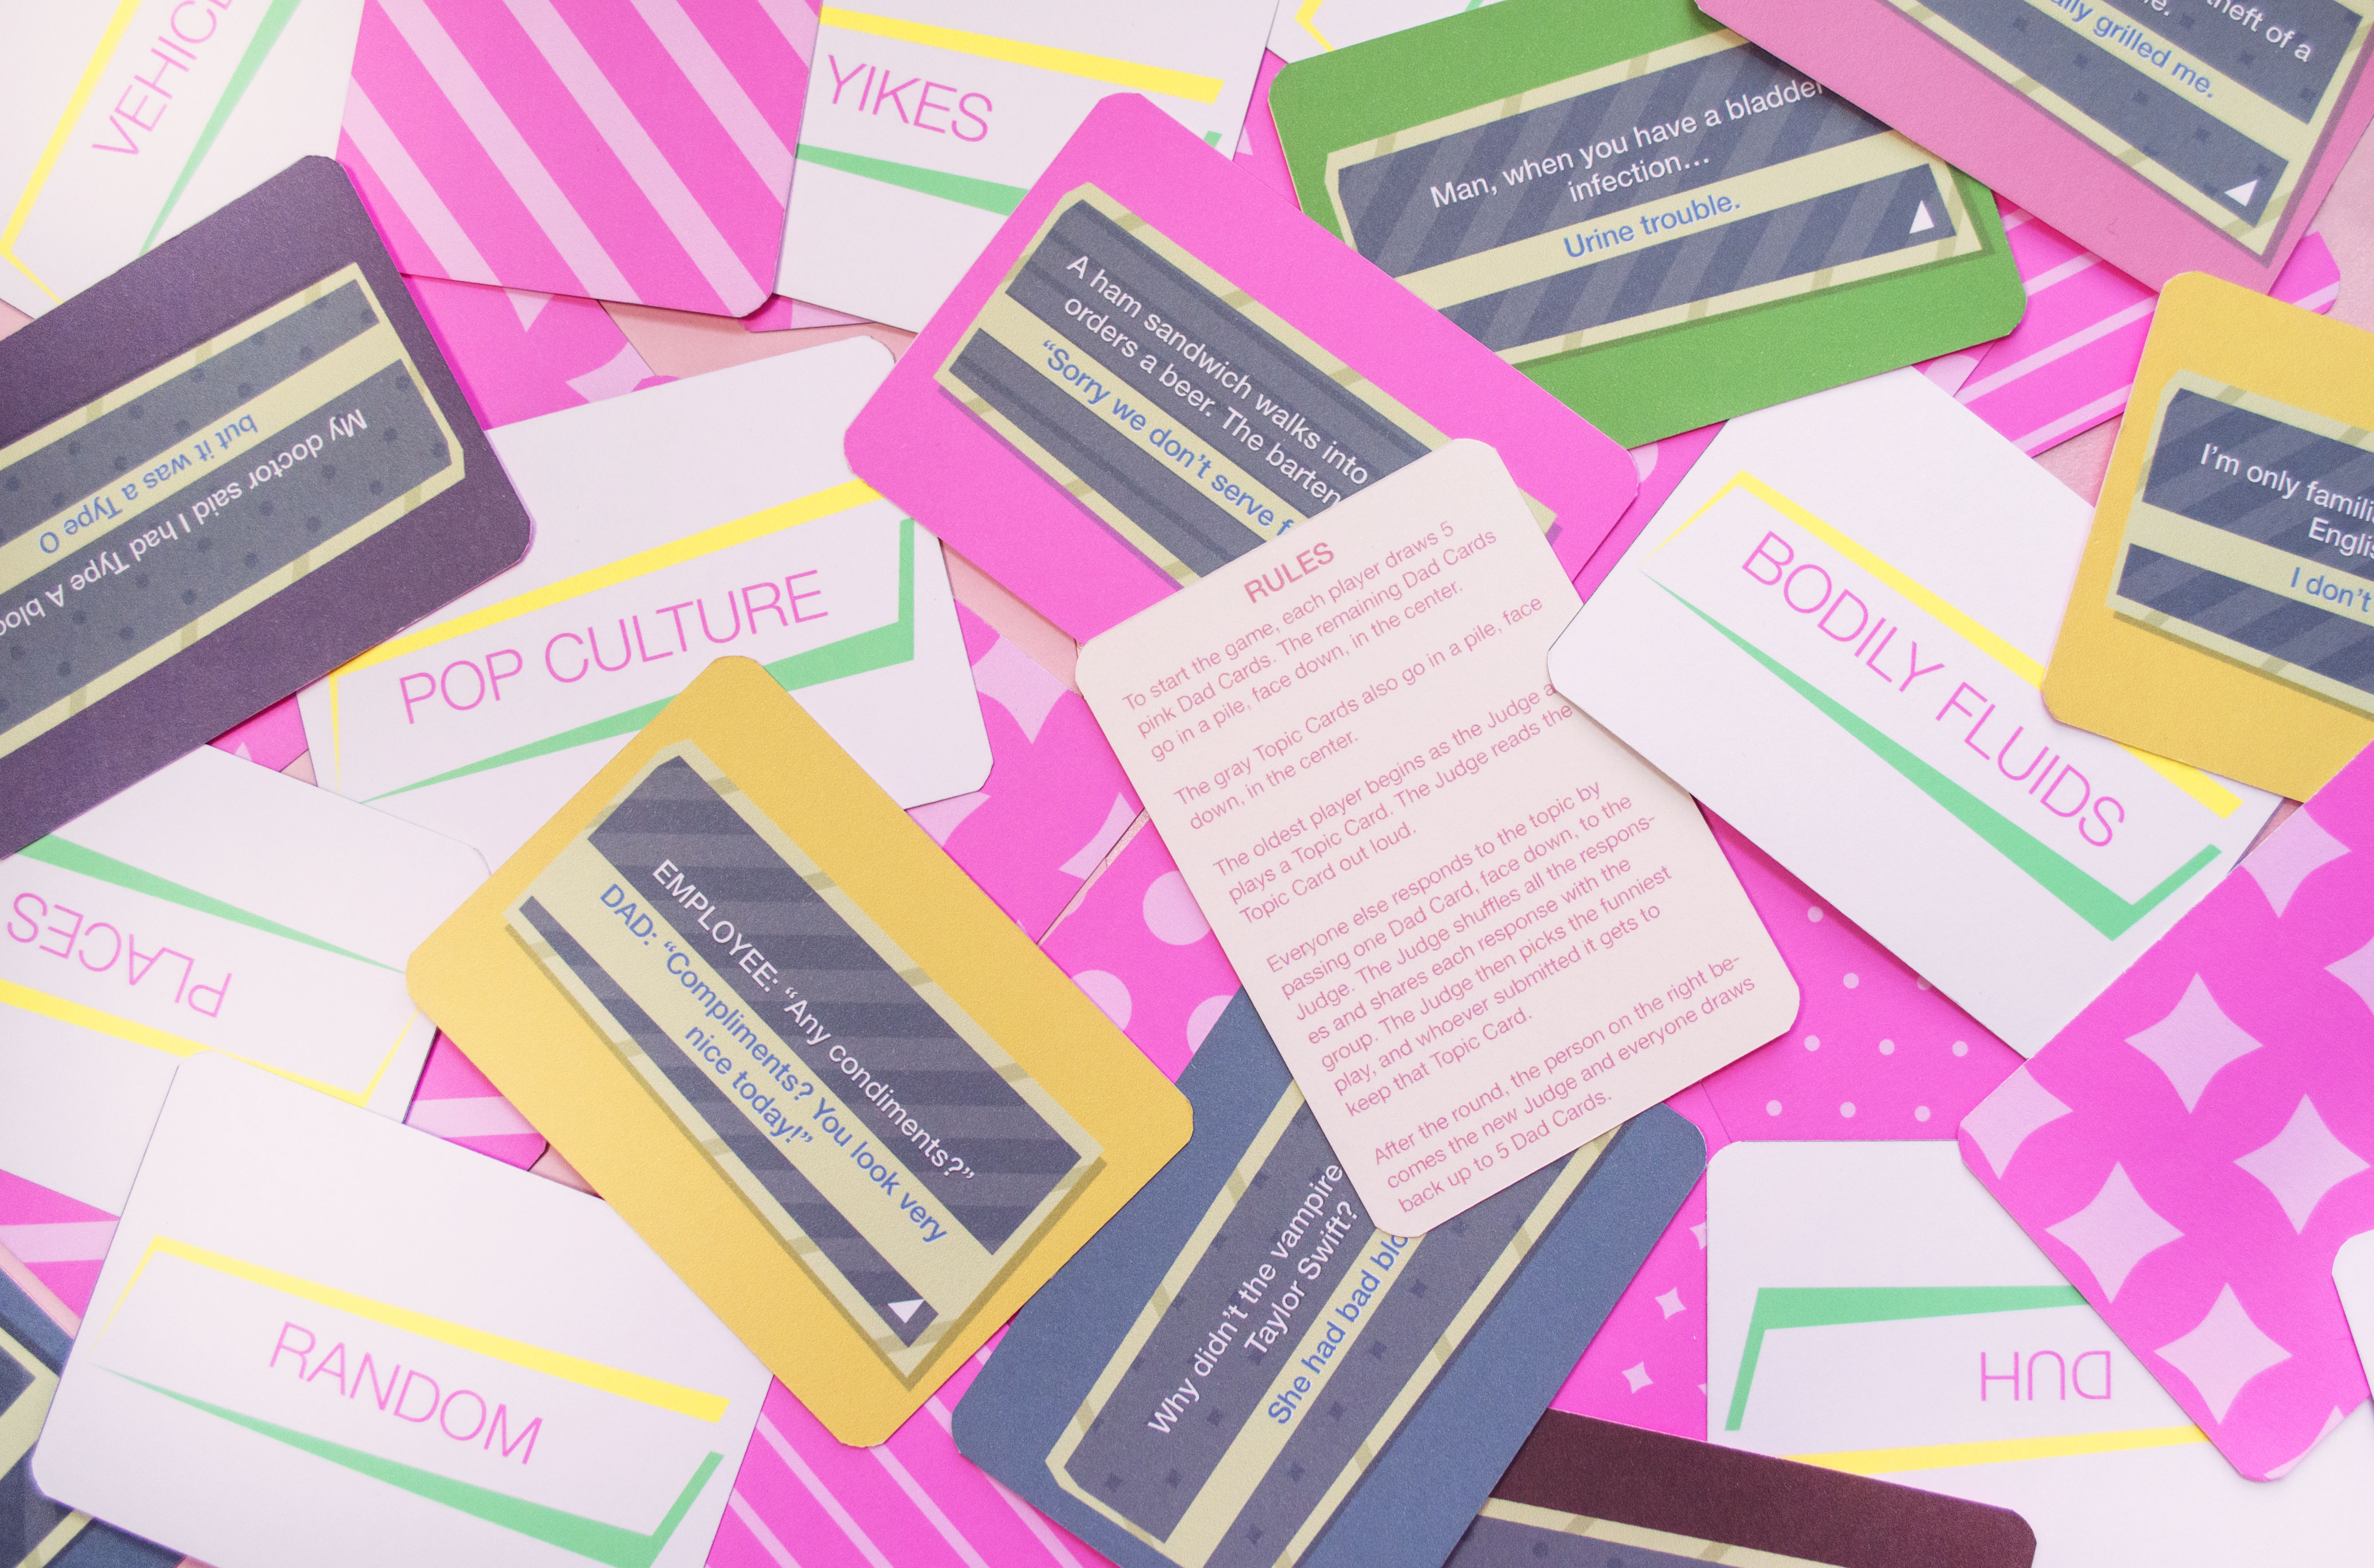 VEHIC
YIKES
Man, when you have a bladder
infection...
Urine trouble.
theft of a
grilled me.
A ham sandwich walks into
orders a beer. The barten
“Sorry we don’t serve f
My doctor said I had Type A bloo
but it was a Type O
POP CULTURE
I’m only famili
Englis
I don’t
BODILY FLUIDS
RULES
To start the game, each player draws 5
pink Dad Cards. The remaining Dad Cards
go in a pile, face down, in the center.
The gray Topic Cards also go in a pile, face
down, in the center.
The oldest player begins as the Judge a
plays a Topic Card. The Judge reads the
Topic Card out loud.
Everyone else responds to the topic by
passing one Dad Card, face down, to the
Judge. The Judge shuffles all the respons-
es and shares each response with the
group. The Judge then picks the funniest
play, and whoever submitted it gets to
keep that Topic Card.
After the round, the person on the right be-
comes the new Judge and everyone draws
back up to 5 Dad Cards.
EMPLOYEE: “Any condiments?”
DAD: “Compliments? You look very
nice today!”
PLACES
RANDOM
Why didn’t the vampire
Taylor Swift?
She had bad blo
DUH